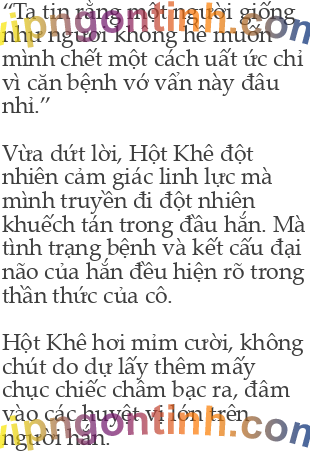 “Ta tin rằng một người giống
như ngươi không hề muốn
mình chết một cách uất ức chỉ
vì căn bệnh vớ vẩn này đâu
nhỉ.”
Vừa dứt lời, Hột Khê đột
nhiên cảm giác linh lực mà
mình truyền đi đột nhiên
khuếch tán trong đầu hắn. Mà
tình trạng bệnh và kết cấu đại
não của hắn đều hiện rõ trong
thần thức của cô.
Hột Khê hơi mỉm cười, không
chút do dự lấy thêm mấy
chục chiếc châm bạc ra, đâm
vào các huyệt vị lớn trên
người hắn.
vipngontinh.com
vipngontinh.com